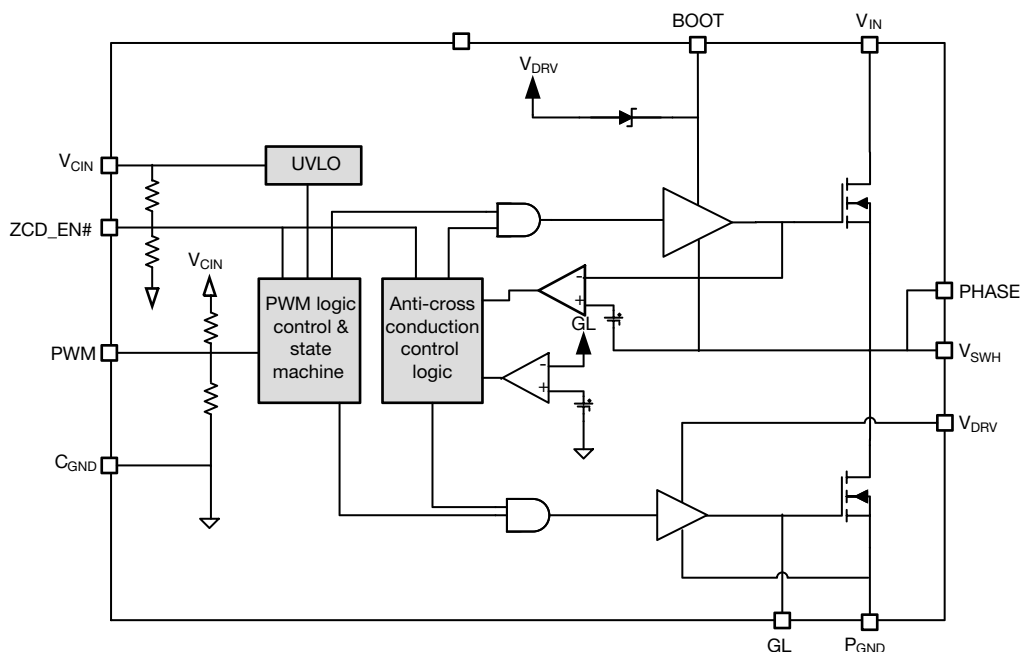 BOOT
VIN
VDRV
VCIN
UVLO
ZCD_EN#
VCIN
PWM logic
control &
state
machine
Anti-cross
conduction
control
logic
-
+
GL
-
+
PHASE
PWM
VSWH
VDRV
CGND
GL
PGND